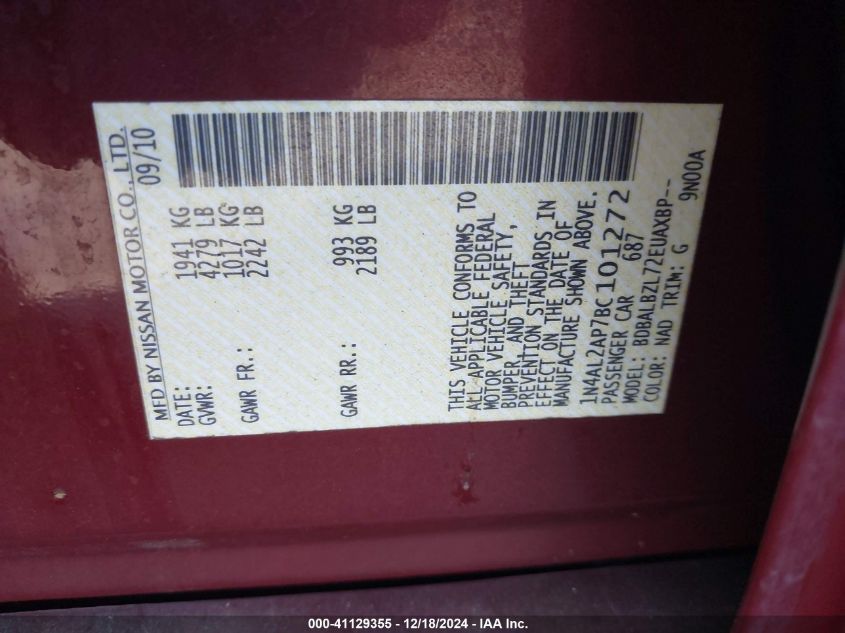 MFD BY NISSAN MOTOR CO., LTD.
DATE: 09/10
GVWR: 1941 KG
4279 LB
GAWR FR.: 1017 KG
2242 LB
GAWR RR.: 993 KG
2189 LB
THIS VEHICLE CONFORMS TO
ALL APPLICABLE FEDERAL
MOTOR VEHICLE SAFETY,
BUMPER, AND THEFT
PREVENTION STANDARDS IN
EFFECT ON THE DATE OF
MANUFACTURE SHOWN ABOVE.
1N4AL2AP7BC101272
PASSENGER CAR 687
MODEL: BDBALBZL72EUAXBP--
COLOR: NAD TRIM: G 9N00A
000-41129355 - 12/18/2024 - IAA Inc.